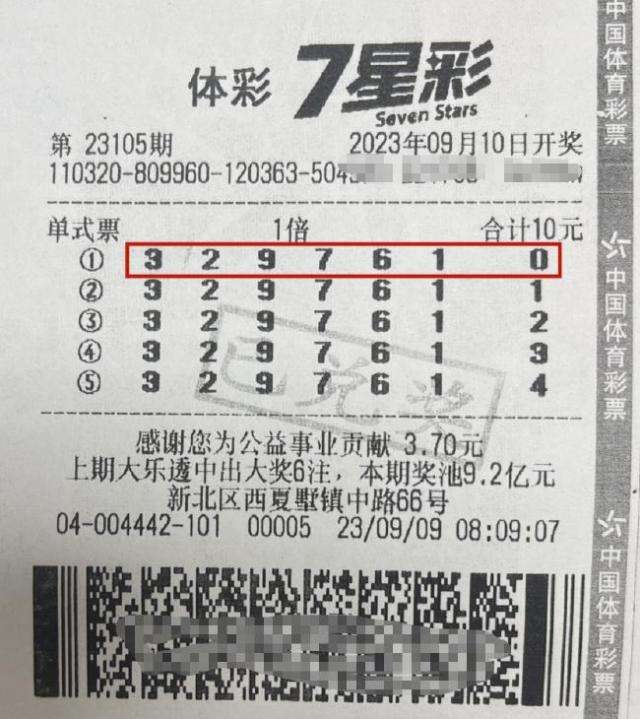 体彩 7星彩
Seven Stars
第 23105期 2023年09月10日开奖
110320-809960-120363-504
单式票 1倍 合计10元
① 3 2 9 7 6 1 0
② 3 2 9 7 6 1 1
③ 3 2 9 7 6 1 2
④ 3 2 9 7 6 1 3
⑤ 3 2 9 7 6 1 4
已兑奖
感谢您为公益事业贡献 3.70元
上期大乐透中出大奖6注，本期奖池9.2亿元
新北区西夏墅镇中路66号
04-004442-101 00005 23/09/09 08:09:07
中国体育彩票
中国体育彩票
中国体育彩票